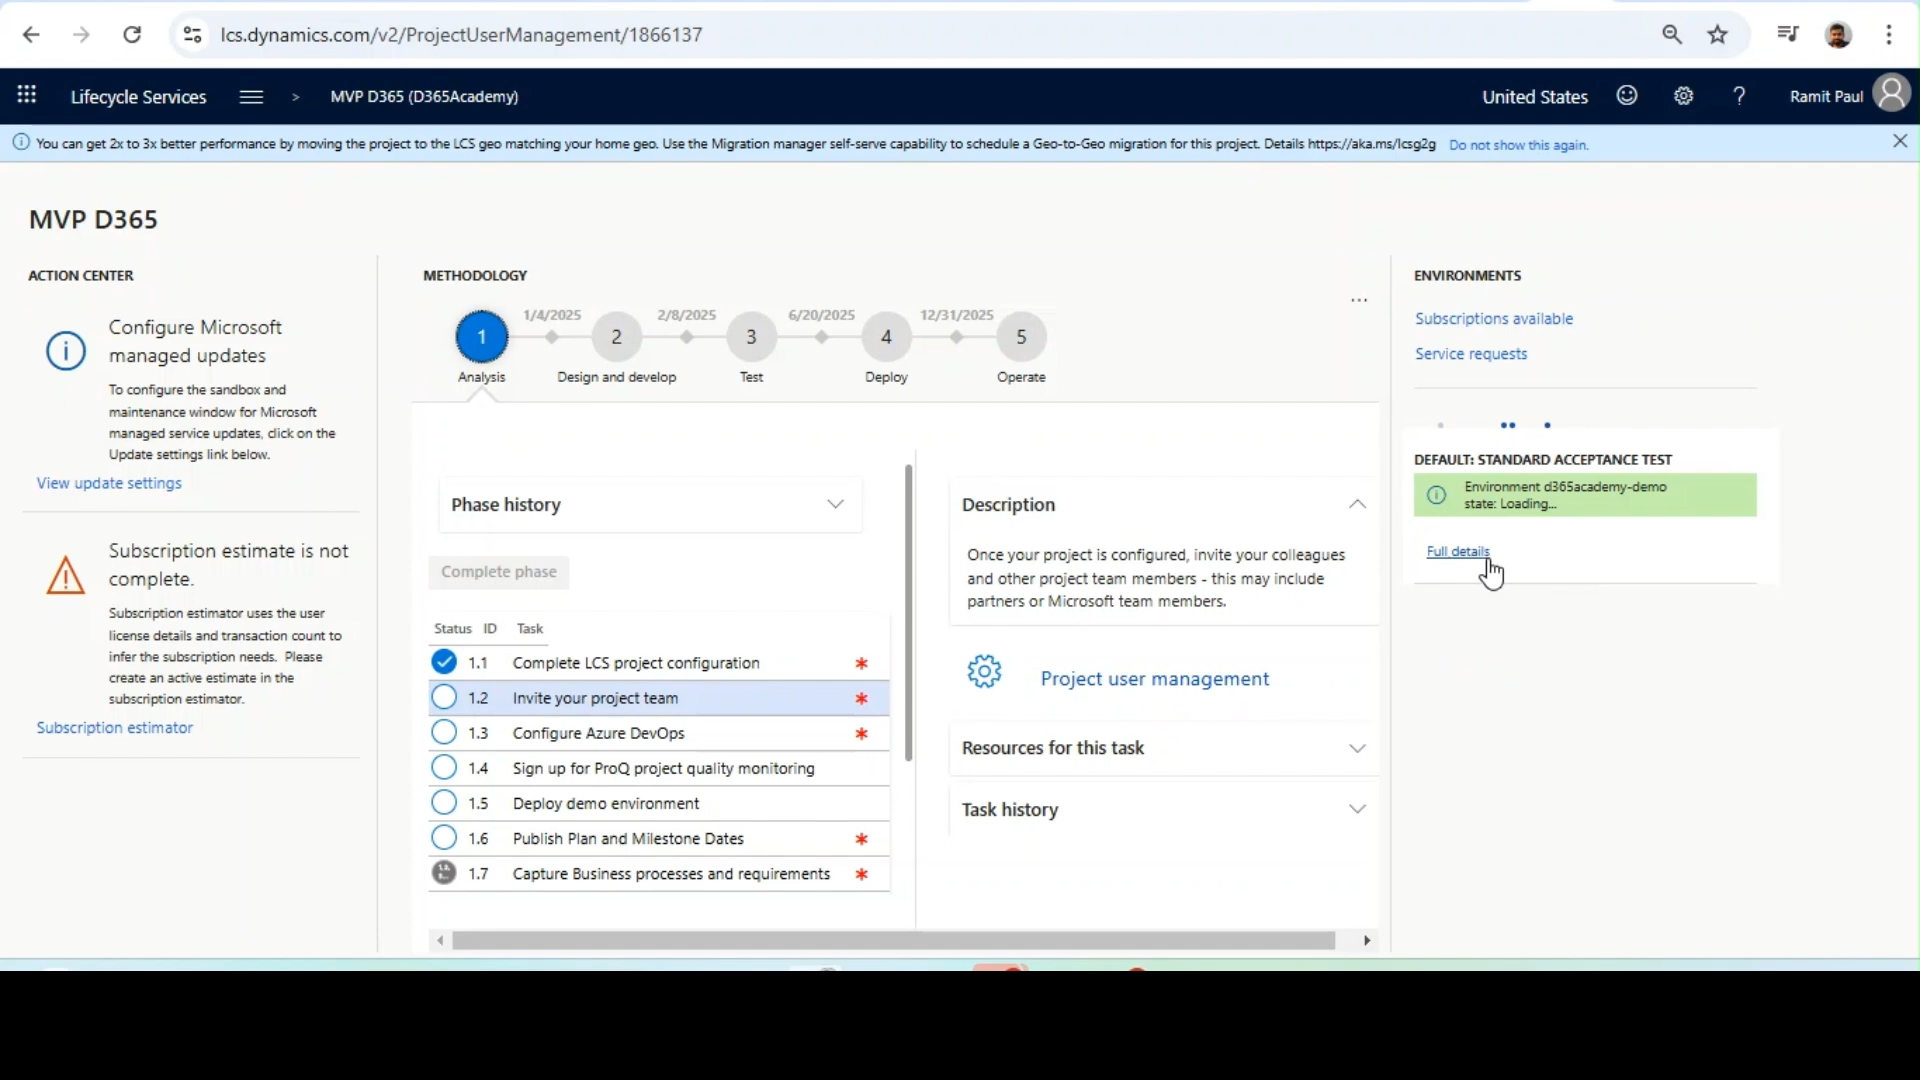 lcs.dynamics.com/v2/ProjectUserManagement/1866137
Lifecycle Services > MVP D365 (D365Academy) United States ? Ramit Paul
You can get 2x to 3x better performance by moving the project to the LCS geo matching your home geo. Use the Migration manager self-serve capability to schedule a Geo-to-Geo migration for this project. Details https://aka.ms/lcsg2g Do not show this again.
MVP D365
ACTION CENTER
Configure Microsoft
managed updates
To configure the sandbox and
maintenance window for Microsoft
managed service updates, click on the
Update settings link below.
View update settings
Subscription estimate is not
complete.
Subscription estimator uses the user
license details and transaction count to
infer the subscription needs. Please
create an active estimate in the
subscription estimator.
Subscription estimator
METHODOLOGY
...
1/4/2025 2/8/2025 6/20/2025 12/31/2025
1 2 3 4 5
Analysis Design and develop Test Deploy Operate
Phase history
Complete phase
Status ID Task
1.1 Complete LCS project configuration *
1.2 Invite your project team *
1.3 Configure Azure DevOps *
1.4 Sign up for ProQ project quality monitoring
1.5 Deploy demo environment
1.6 Publish Plan and Milestone Dates *
1.7 Capture Business processes and requirements *
Description
Once your project is configured, invite your colleagues
and other project team members - this may include
partners or Microsoft team members.
Project user management
Resources for this task
Task history
ENVIRONMENTS
Subscriptions available
Service requests
DEFAULT: STANDARD ACCEPTANCE TEST
Environment d365academy-demo
state: Loading...
Full details